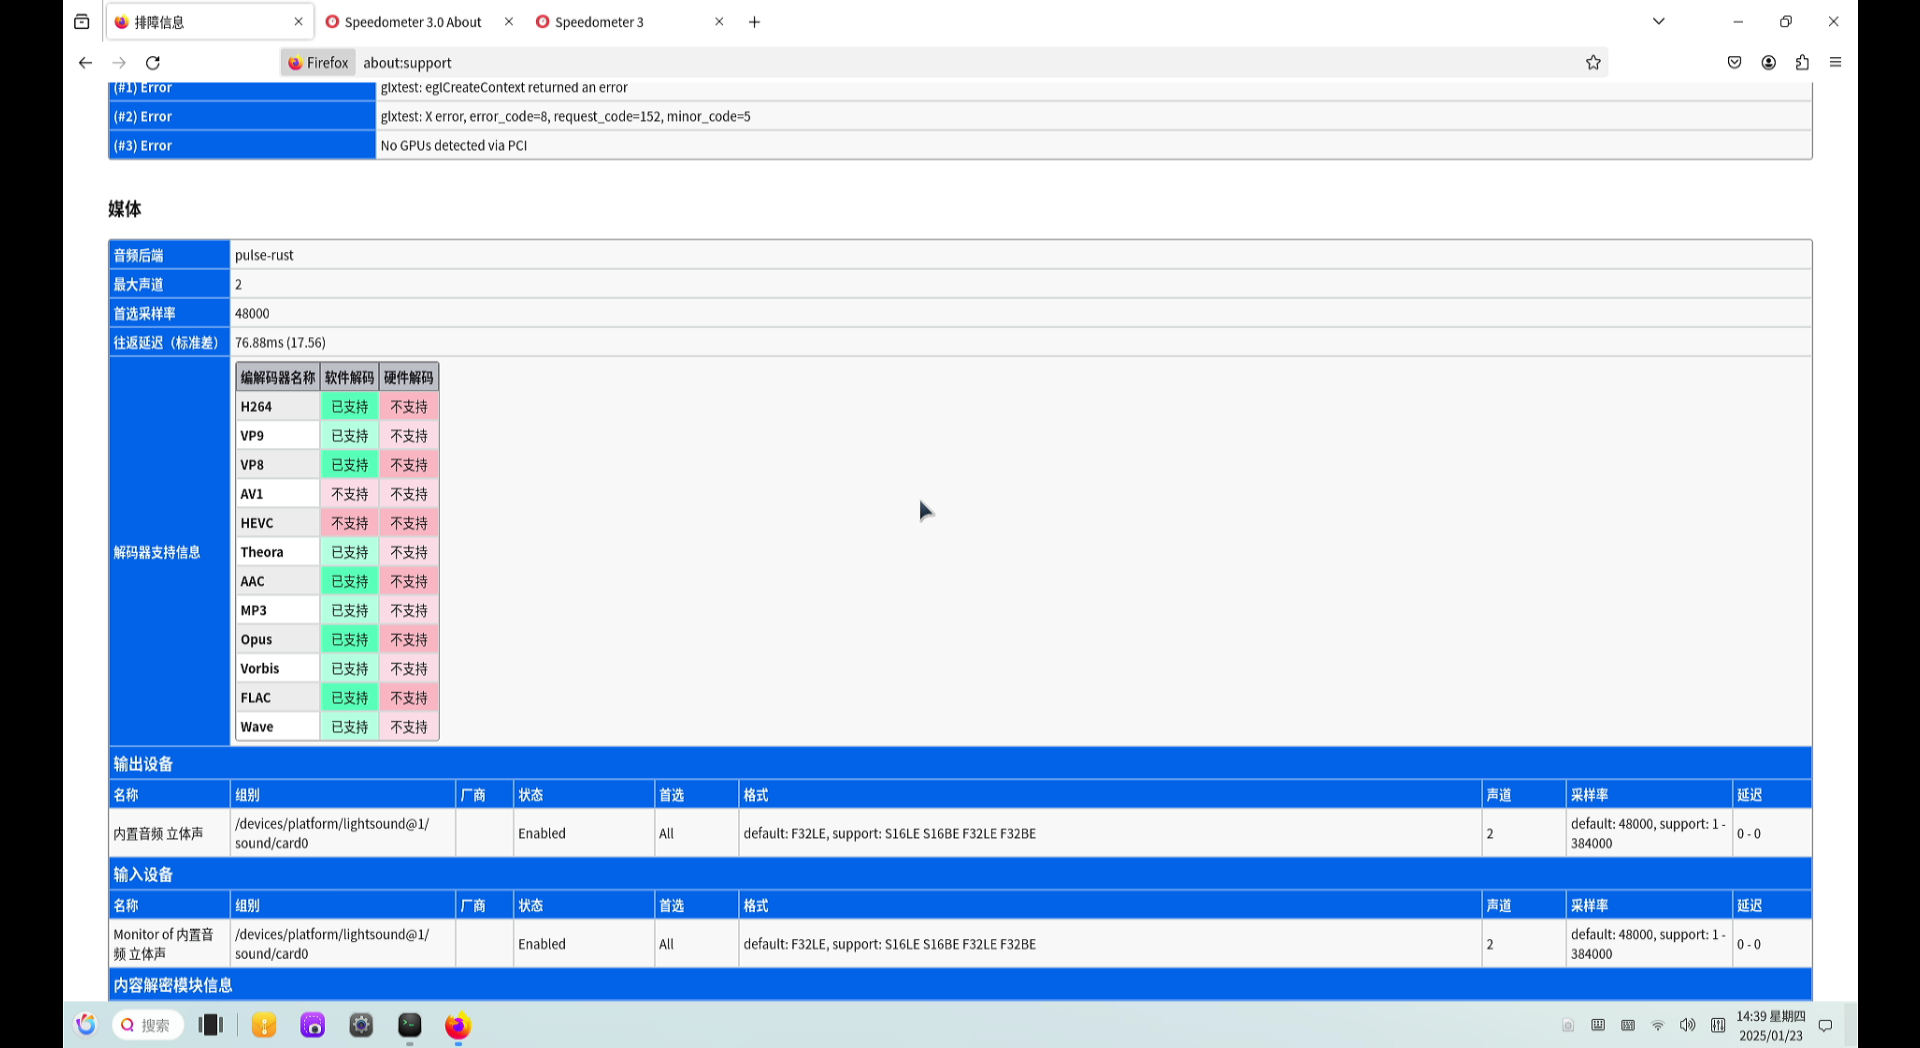 排障信息
Speedometer 3.0 About
Speedometer 3
Firefox
about:support
(#1) Error glxtest: eglCreateContext returned an error
(#2) Error glxtest: X error, error_code=8, request_code=152, minor_code=5
(#3) Error No GPUs detected via PCI
媒体
音频后端 pulse-rust
最大声道 2
首选采样率 48000
往返延迟（标准差） 76.88ms (17.56)
解码器支持信息
编解码器名称 软件解码 硬件解码
H264 已支持 不支持
VP9 已支持 不支持
VP8 已支持 不支持
AV1 不支持 不支持
HEVC 不支持 不支持
Theora 已支持 不支持
AAC 已支持 不支持
MP3 已支持 不支持
Opus 已支持 不支持
Vorbis 已支持 不支持
FLAC 已支持 不支持
Wave 已支持 不支持
输出设备
名称 组别 厂商 状态 首选 格式 声道 采样率 延迟
内置音频 立体声 /devices/platform/lightsound@1/
sound/card0 Enabled All default: F32LE, support: S16LE S16BE F32LE F32BE 2 default: 48000, support: 1 -
384000 0 - 0
输入设备
名称 组别 厂商 状态 首选 格式 声道 采样率 延迟
Monitor of 内置音
频 立体声 /devices/platform/lightsound@1/
sound/card0 Enabled All default: F32LE, support: S16LE S16BE F32LE F32BE 2 default: 48000, support: 1 -
384000 0 - 0
内容解密模块信息
搜索
14:39 星期四
2025/01/23